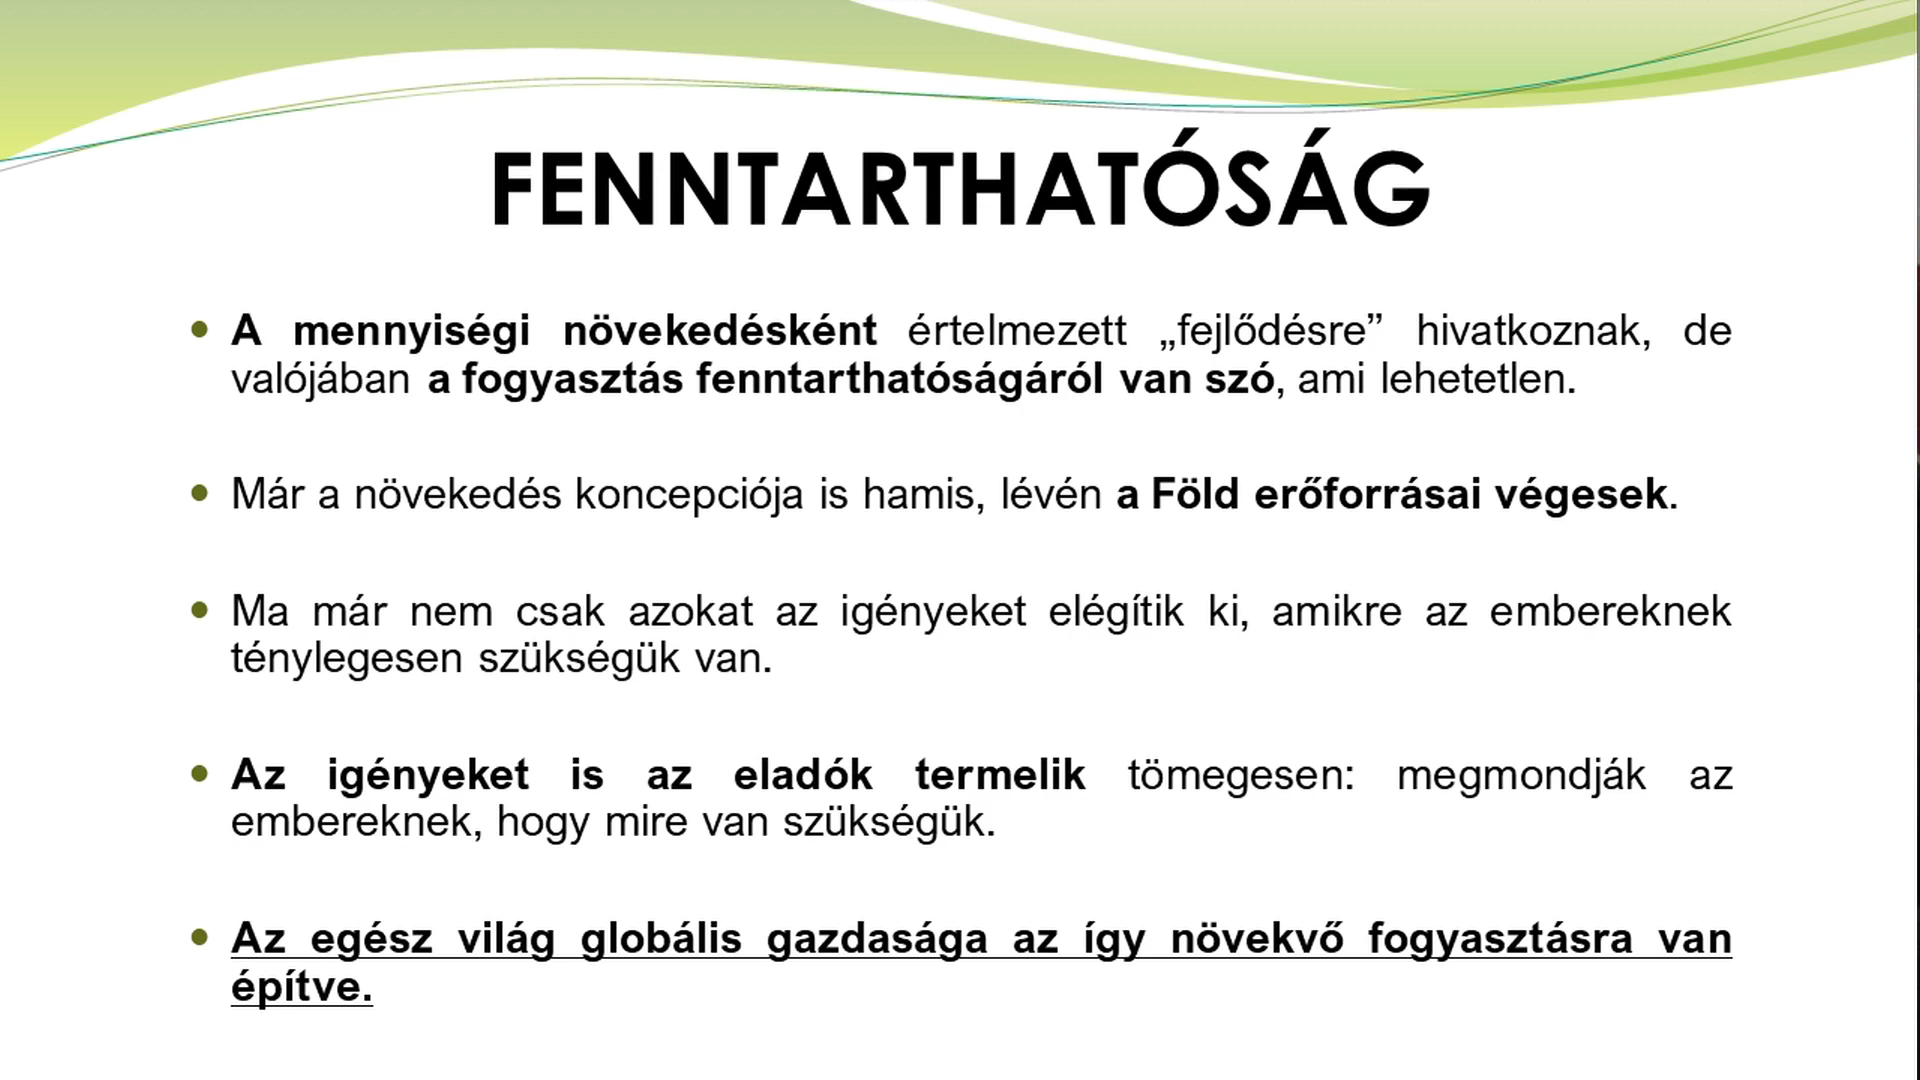 FENNTARTHATÓSÁG
• A mennyiségi növekedésként értelmezett „fejlődésre” hivatkoznak, de
valójában a fogyasztás fenntarthatóságáról van szó, ami lehetetlen.
• Már a növekedés koncepciója is hamis, lévén a Föld erőforrásai végesek.
• Ma már nem csak azokat az igényeket elégítik ki, amikre az embereknek
ténylegesen szükségük van.
• Az igényeket is az eladók termelik tömegesen: megmondják az
embereknek, hogy mire van szükségük.
• Az egész világ globális gazdasága az így növekvő fogyasztásra van
építve.